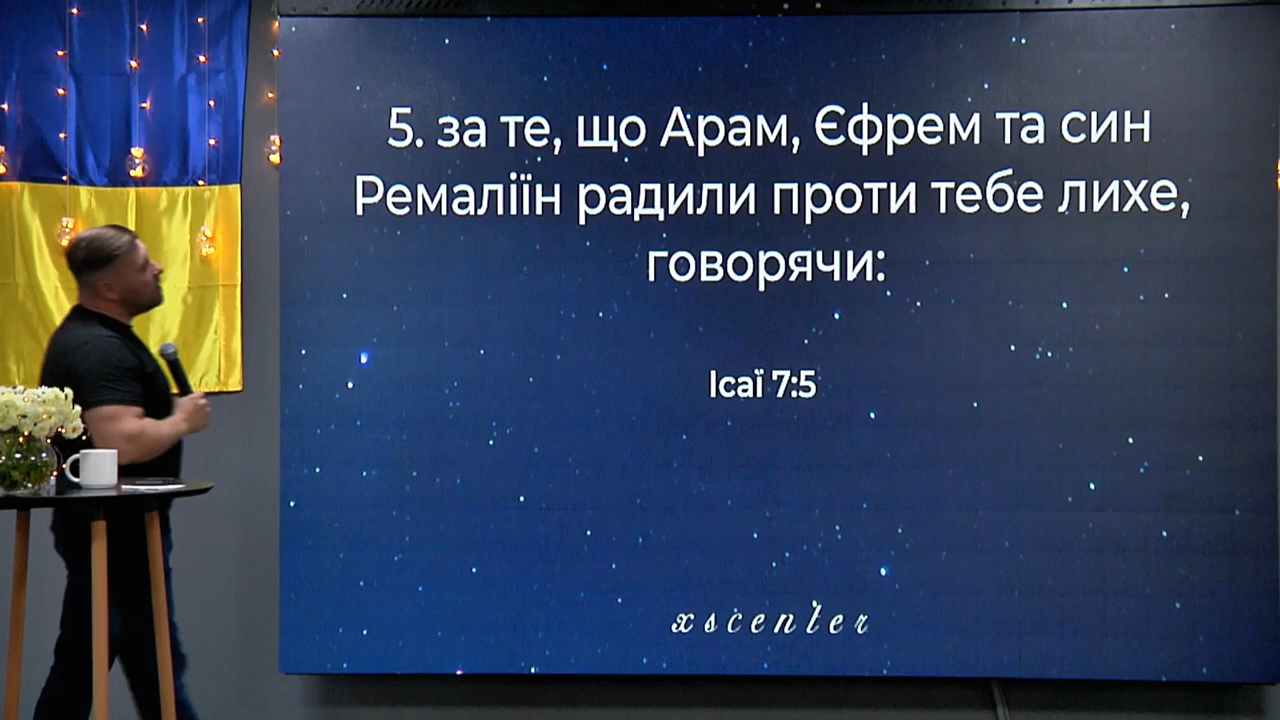 5. за те, що Арам, Єфрем та син
Ремаліїн радили проти тебе лихе,
говорячи:
Ісаї 7:5
xscenter